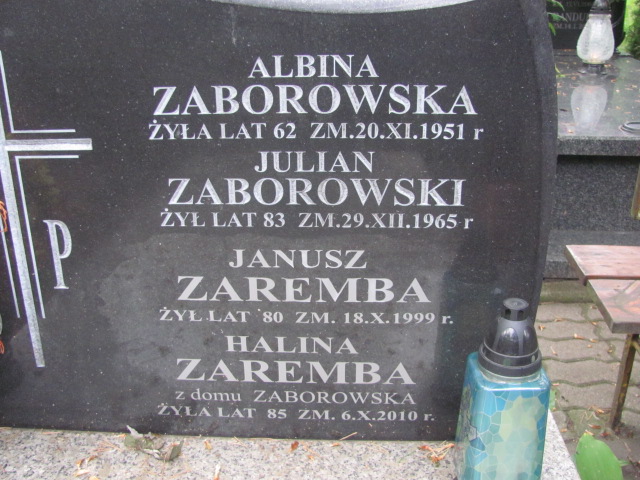 ALBINA
ZABOROWSKA
ŻYŁA LAT 62 ZM.20.XI.1951 r
JULIAN
ZABOROWSKI
ŻYŁ LAT 83 ZM.29.XII.1965 r
P
JANUSZ
ZAREMBA
ŻYŁ LAT 80 ZM. 18.X.1999 r.
HALINA
ZAREMBA
z domu ZABOROWSKA
ŻYŁA LAT 85 ZM. 6.X.2010 r.